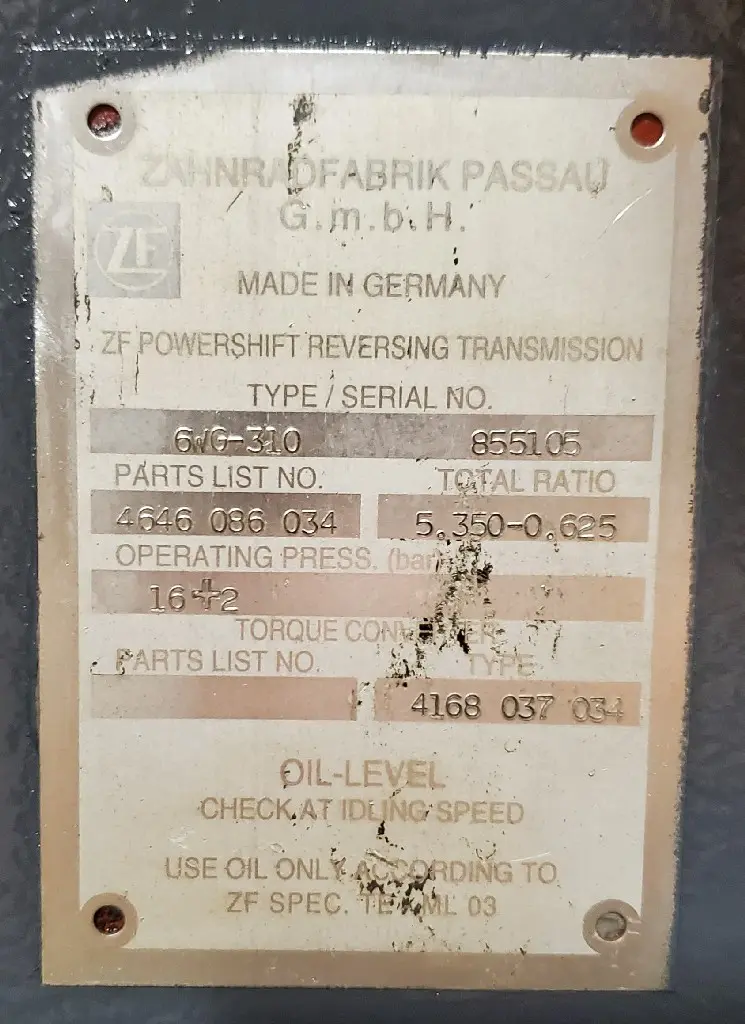 ZAHNRADFABRIK PASSAU
G.m.b.H.
ZF
MADE IN GERMANY
ZF POWERSHIFT REVERSING TRANSMISSION
TYPE / SERIAL NO.
6WG-310 855105
PARTS LIST NO. TOTAL RATIO
4646 086 034 5.350-0.625
OPERATING PRESS. (bar)
16+2
TORQUE CONVERTER
PARTS LIST NO. TYPE
4168 037 034
OIL-LEVEL
CHECK AT IDLING SPEED
USE OIL ONLY ACCORDING TO
ZF SPEC. TE-ML 03